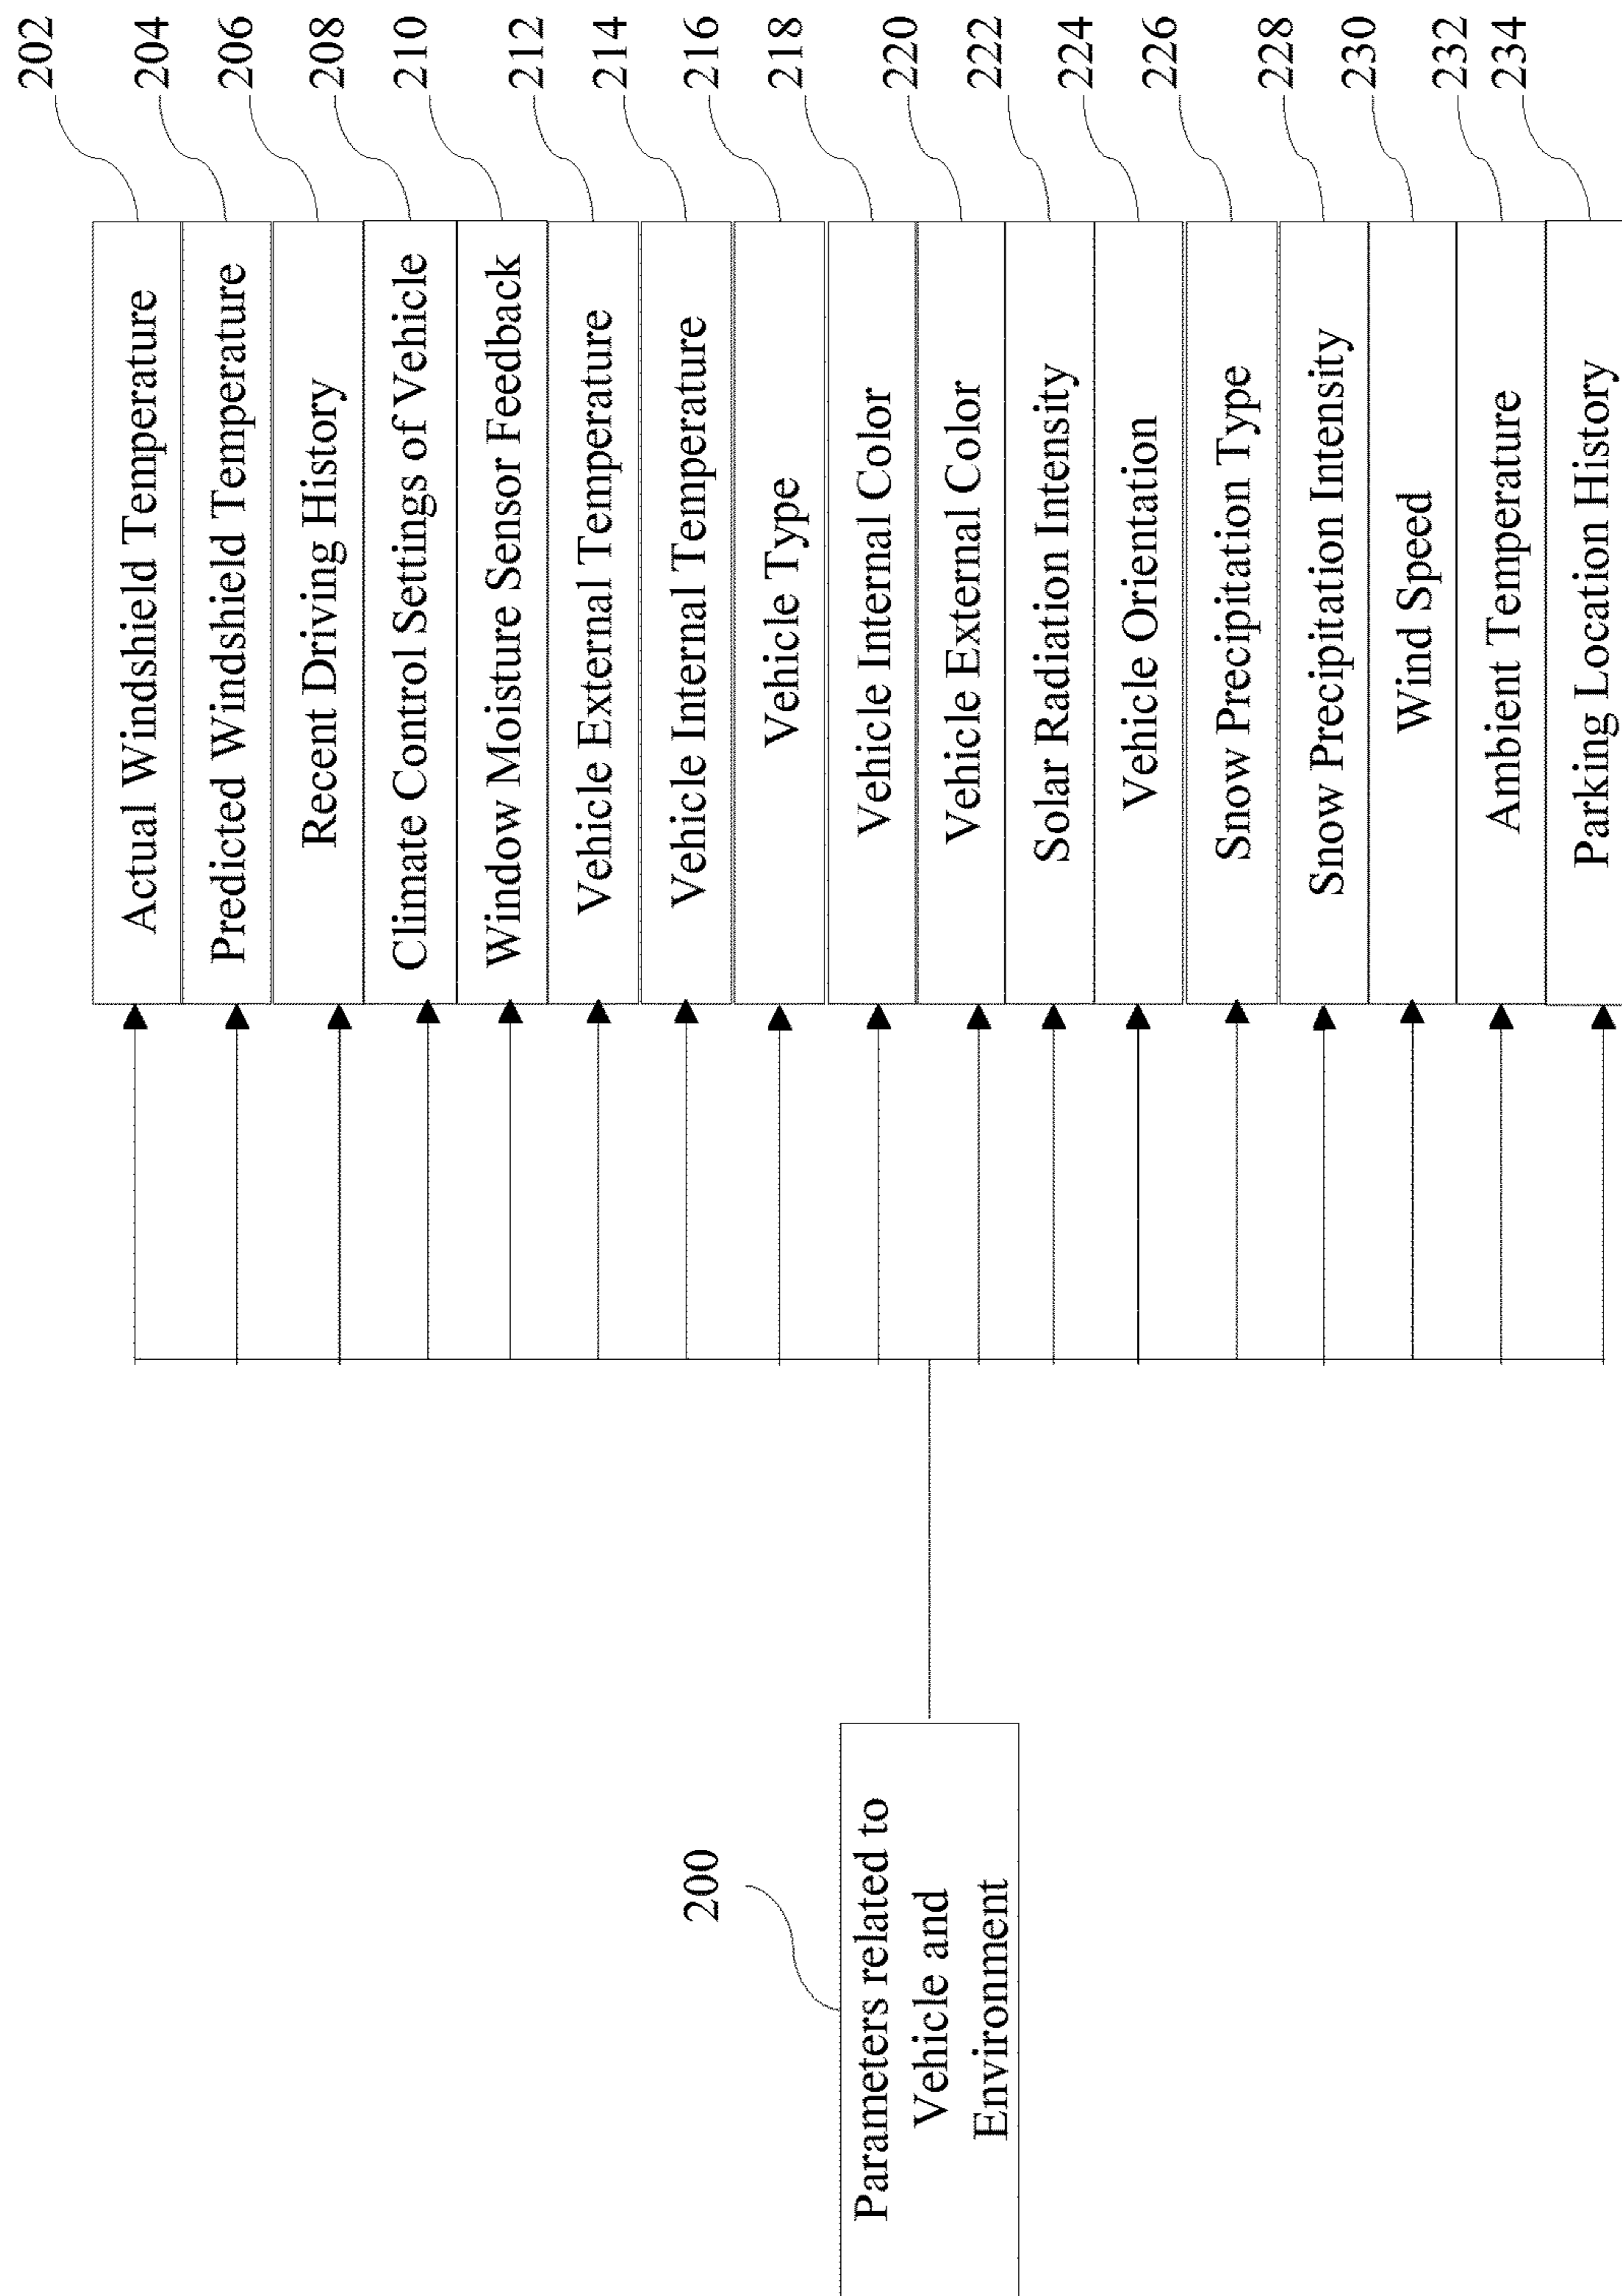 200
Parameters related to
Vehicle and
Environment
Actual Windshield Temperature 202
Predicted Windshield Temperature 204
Recent Driving History 206
Climate Control Settings of Vehicle 208
Window Moisture Sensor Feedback 210
Vehicle External Temperature 212
Vehicle Internal Temperature 214
Vehicle Type 216
Vehicle Internal Color 218
Vehicle External Color 220
Solar Radiation Intensity 222
Vehicle Orientation 224
Snow Precipitation Type 226
Snow Precipitation Intensity 228
Wind Speed 230
Ambient Temperature 232
Parking Location History 234